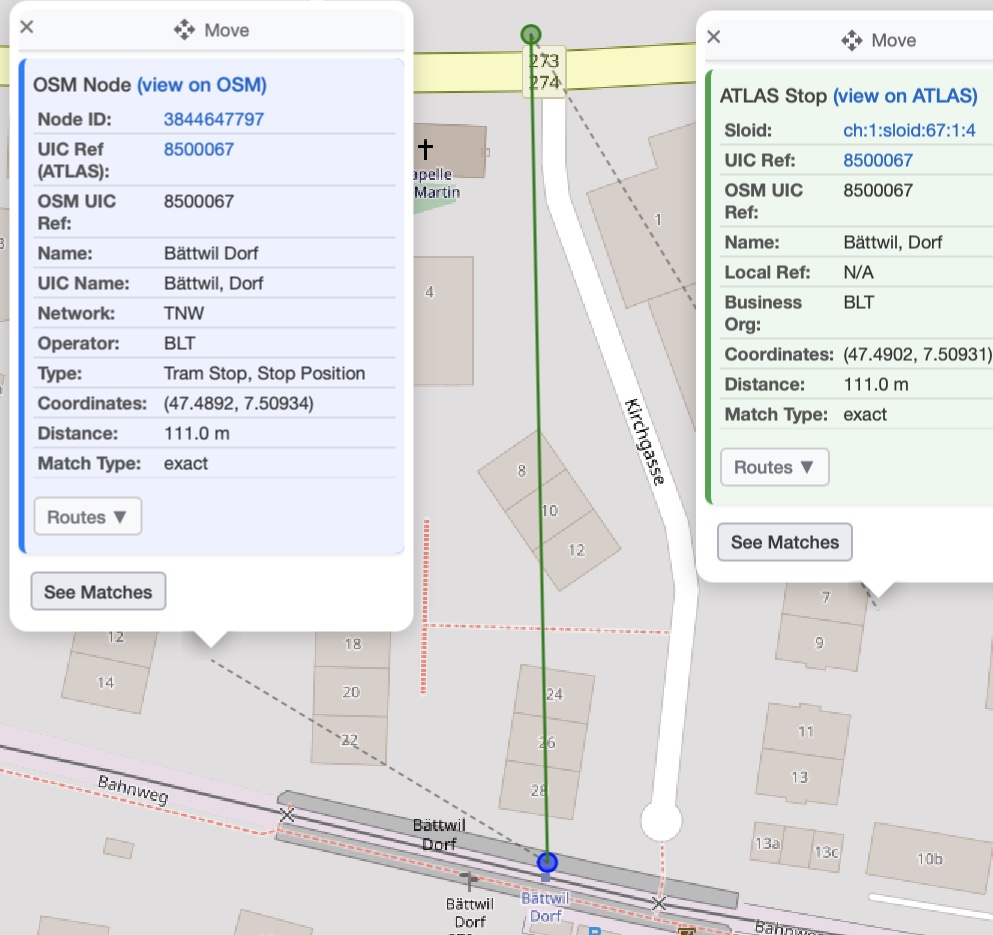 × Move
OSM Node (view on OSM)
Node ID: 3844647797
UIC Ref (ATLAS): 8500067
OSM UIC Ref: 8500067
Name: Bättwil Dorf
UIC Name: Bättwil, Dorf
Network: TNW
Operator: BLT
Type: Tram Stop, Stop Position
Coordinates: (47.4892, 7.50934)
Distance: 111.0 m
Match Type: exact
Routes ▼
See Matches
× Move
ATLAS Stop (view on ATLAS)
Sloid: ch:1:sloid:67:1:4
UIC Ref: 8500067
OSM UIC Ref: 8500067
Name: Bättwil, Dorf
Local Ref: N/A
Business Org: BLT
Coordinates: (47.4902, 7.50931)
Distance: 111.0 m
Match Type: exact
Routes ▼
See Matches
273
274
apelle
Martin
1
4
Kirchgasse
8
10
12
7
9
12
14
18
20
22
24
26
28
11
13
13a
13c
10b
Bahnweg
Bättwil
Dorf
Bättwil
Dorf
Bättwil
Dorf
Bahnweg